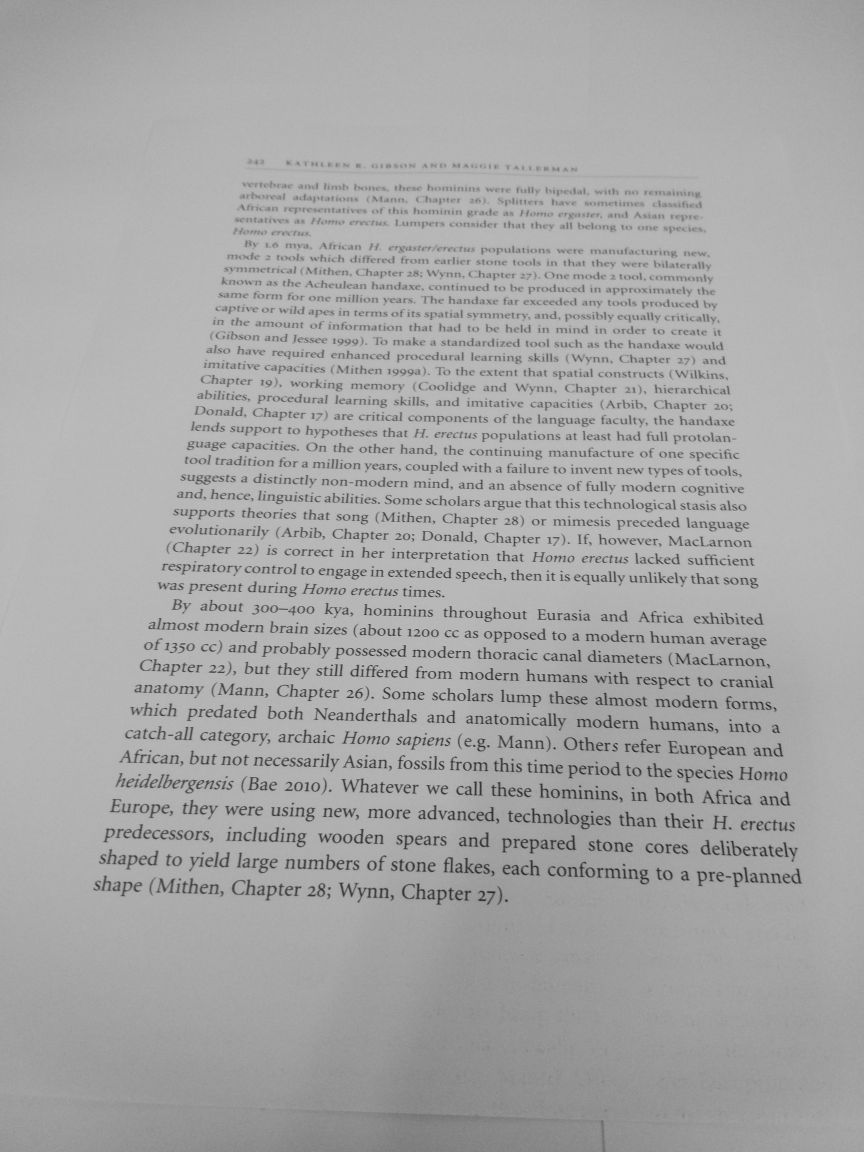 242 KATHLEEN R. GIBSON AND MAGGIE TALLERMAN
vertebrae and limb bones, these hominins were fully bipedal, with no remaining
arboreal adaptations (Mann, Chapter 26). Splitters have sometimes classified
African representatives of this hominin grade as Homo ergaster, and Asian repre-
sentatives as Homo erectus. Lumpers consider that they all belong to one species,
Homo erectus.
By 1.6 mya, African H. ergaster/erectus populations were manufacturing new,
mode 2 tools which differed from earlier stone tools in that they were bilaterally
symmetrical (Mithen, Chapter 28; Wynn, Chapter 27). One mode 2 tool, commonly
known as the Acheulean handaxe, continued to be produced in approximately the
same form for one million years. The handaxe far exceeded any tools produced by
captive or wild apes in terms of its spatial symmetry, and, possibly equally critically,
in the amount of information that had to be held in mind in order to create it
(Gibson and Jessee 1999). To make a standardized tool such as the handaxe would
also have required enhanced procedural learning skills (Wynn, Chapter 27) and
imitative capacities (Mithen 1999a). To the extent that spatial constructs (Wilkins,
Chapter 19), working memory (Coolidge and Wynn, Chapter 21), hierarchical
abilities, procedural learning skills, and imitative capacities (Arbib, Chapter 20;
Donald, Chapter 17) are critical components of the language faculty, the handaxe
lends support to hypotheses that H. erectus populations at least had full protolan-
guage capacities. On the other hand, the continuing manufacture of one specific
tool tradition for a million years, coupled with a failure to invent new types of tools,
suggests a distinctly non-modern mind, and an absence of fully modern cognitive
and, hence, linguistic abilities. Some scholars argue that this technological stasis also
supports theories that song (Mithen, Chapter 28) or mimesis preceded language
evolutionarily (Arbib, Chapter 20; Donald, Chapter 17). If, however, MacLarnon
(Chapter 22) is correct in her interpretation that Homo erectus lacked sufficient
respiratory control to engage in extended speech, then it is equally unlikely that song
was present during Homo erectus times.
By about 300–400 kya, hominins throughout Eurasia and Africa exhibited
almost modern brain sizes (about 1200 cc as opposed to a modern human average
of 1350 cc) and probably possessed modern thoracic canal diameters (MacLarnon,
Chapter 22), but they still differed from modern humans with respect to cranial
anatomy (Mann, Chapter 26). Some scholars lump these almost modern forms,
which predated both Neanderthals and anatomically modern humans, into a
catch-all category, archaic Homo sapiens (e.g. Mann). Others refer European and
African, but not necessarily Asian, fossils from this time period to the species Homo
heidelbergensis (Bae 2010). Whatever we call these hominins, in both Africa and
Europe, they were using new, more advanced, technologies than their H. erectus
predecessors, including wooden spears and prepared stone cores deliberately
shaped to yield large numbers of stone flakes, each conforming to a pre-planned
shape (Mithen, Chapter 28; Wynn, Chapter 27).